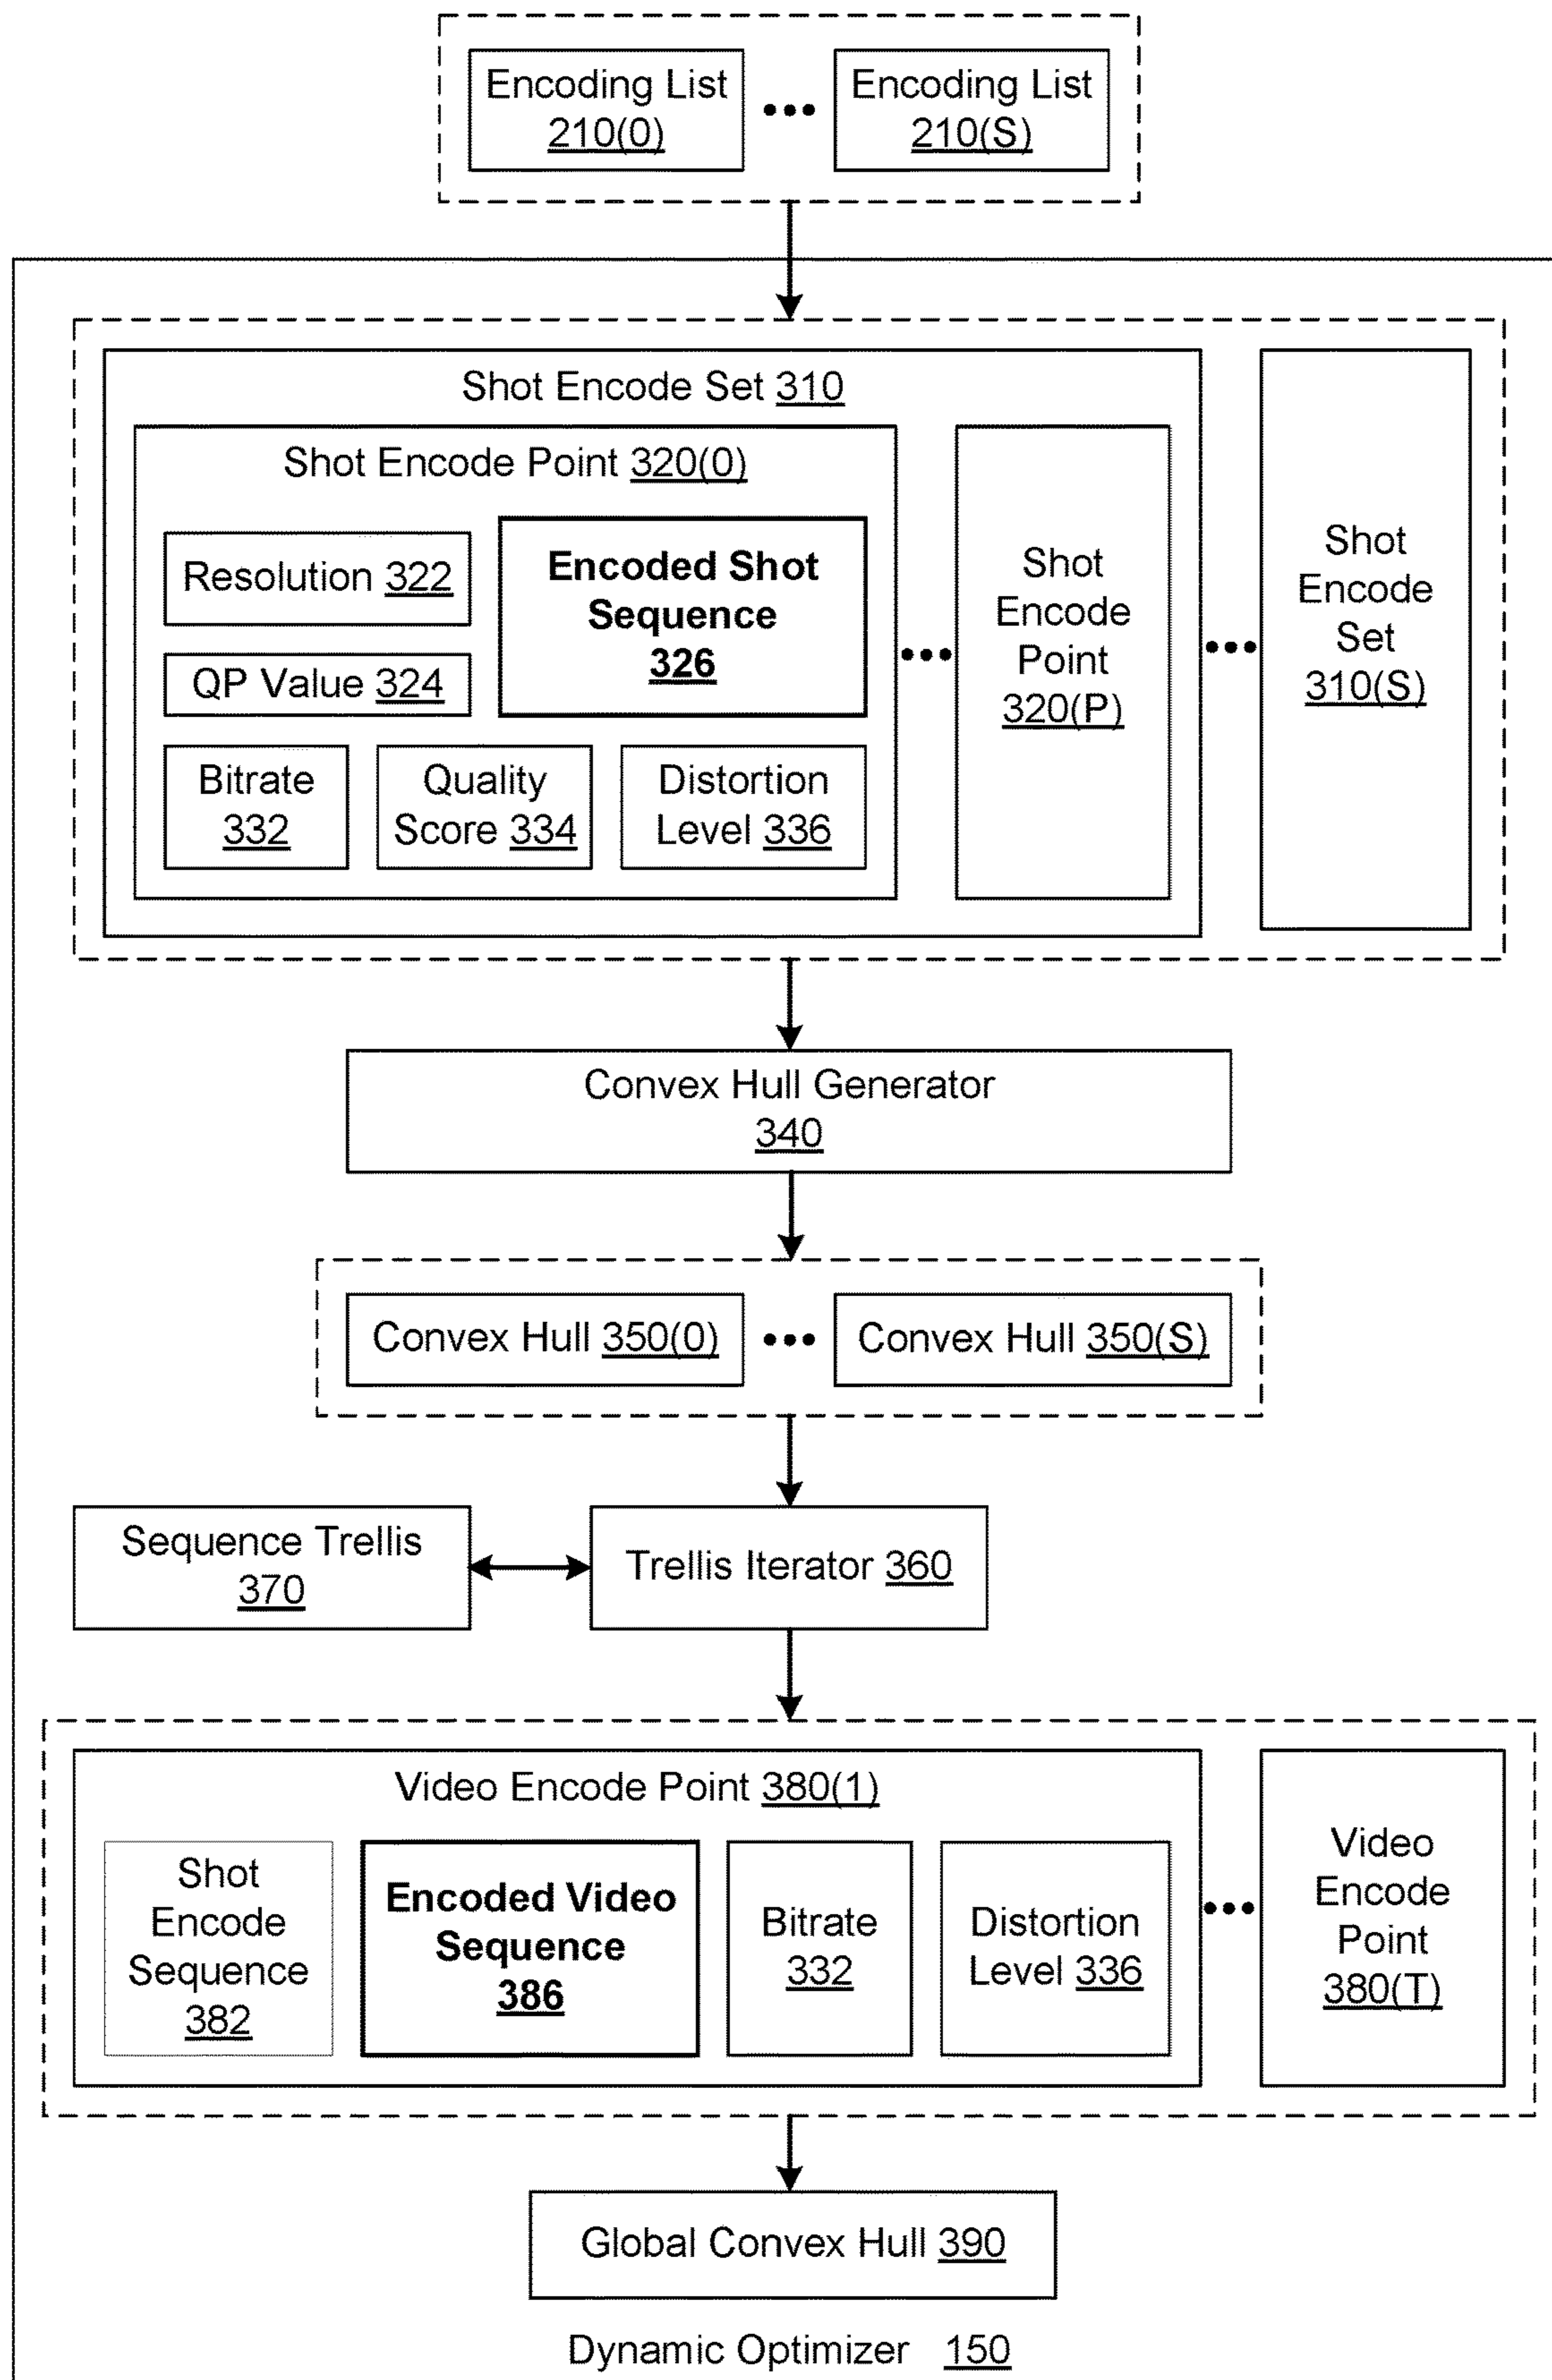 Encoding List
210(0)
Encoding List
210(S)
Shot Encode Set 310
Shot Encode Point 320(0)
Resolution 322
QP Value 324
Encoded Shot
Sequence
326
Bitrate
332
Quality
Score 334
Distortion
Level 336
Shot
Encode
Point
320(P)
Shot
Encode
Set
310(S)
Convex Hull Generator
340
Convex Hull 350(0)
Convex Hull 350(S)
Sequence Trellis
370
Trellis Iterator 360
Video Encode Point 380(1)
Shot
Encode
Sequence
382
Encoded Video
Sequence
386
Bitrate
332
Distortion
Level 336
Video
Encode
Point
380(T)
Global Convex Hull 390
Dynamic Optimizer 150